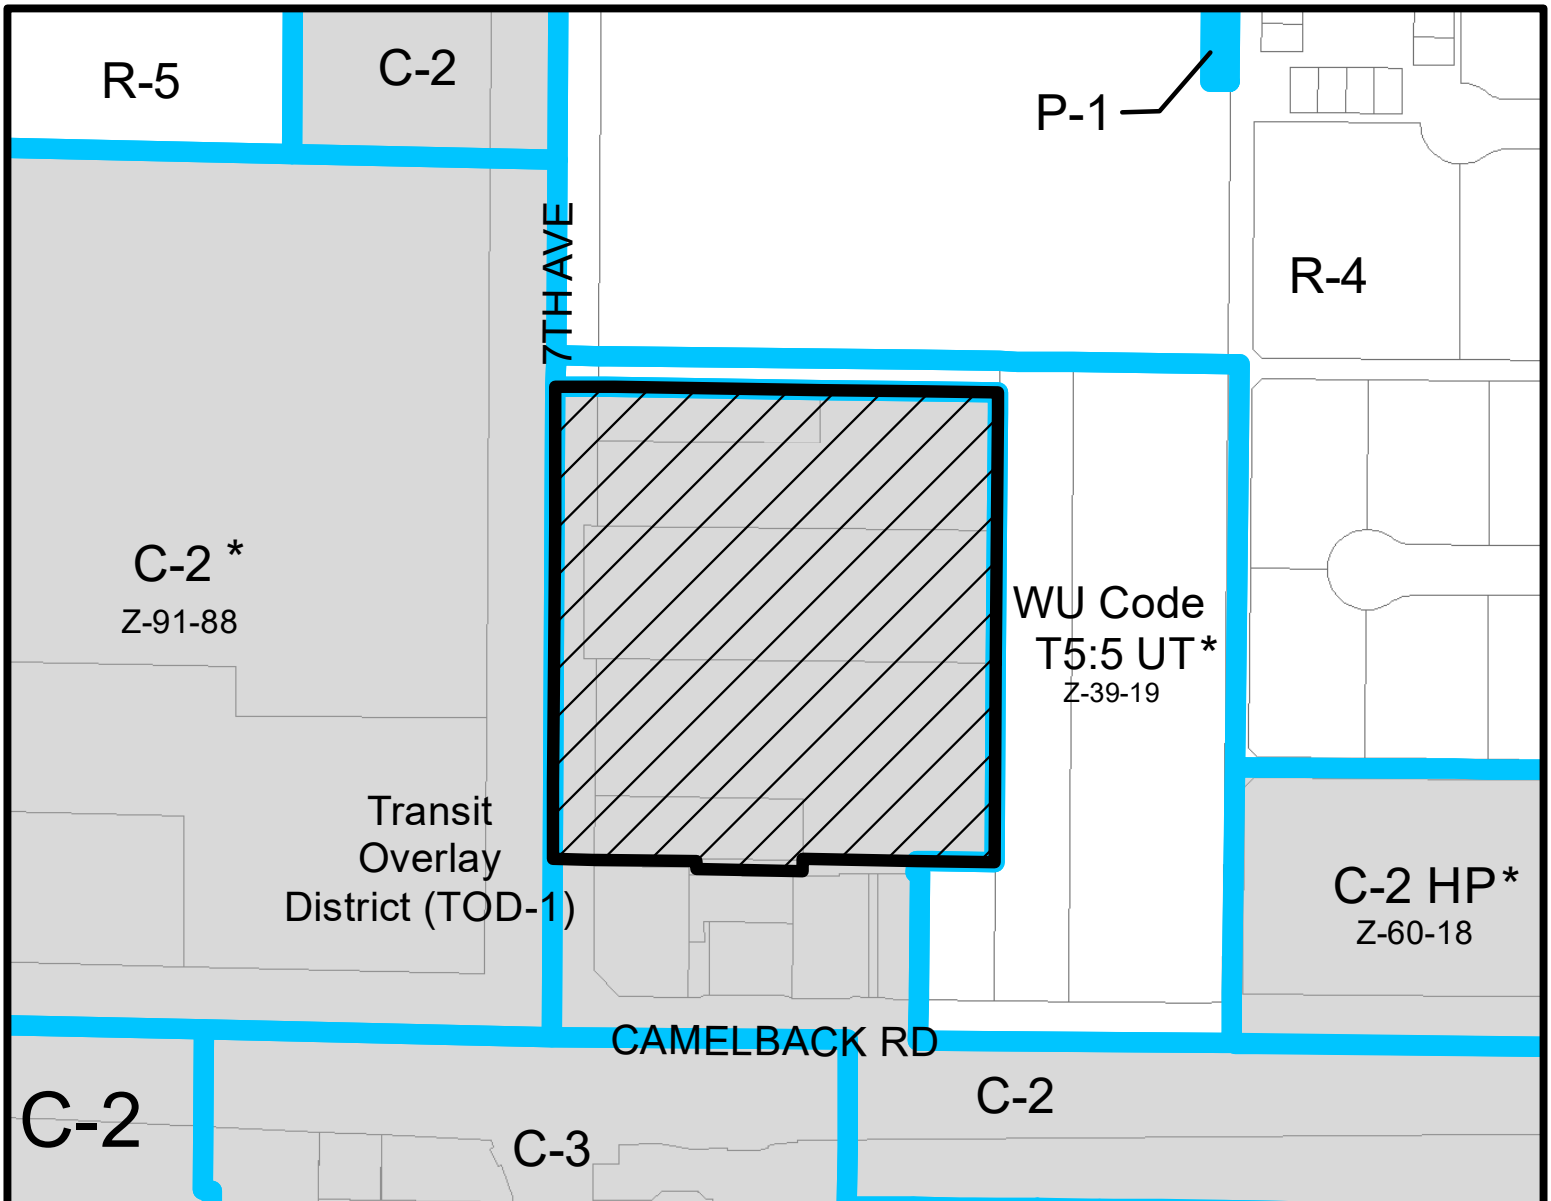 R-5
C-2
P-1
7TH AVE
R-4
C-2 *
Z-91-88
WU Code
T5:5 UT*
Z-39-19
Transit
Overlay
District (TOD-1)
C-2 HP*
Z-60-18
CAMELBACK RD
C-2
C-2
C-3